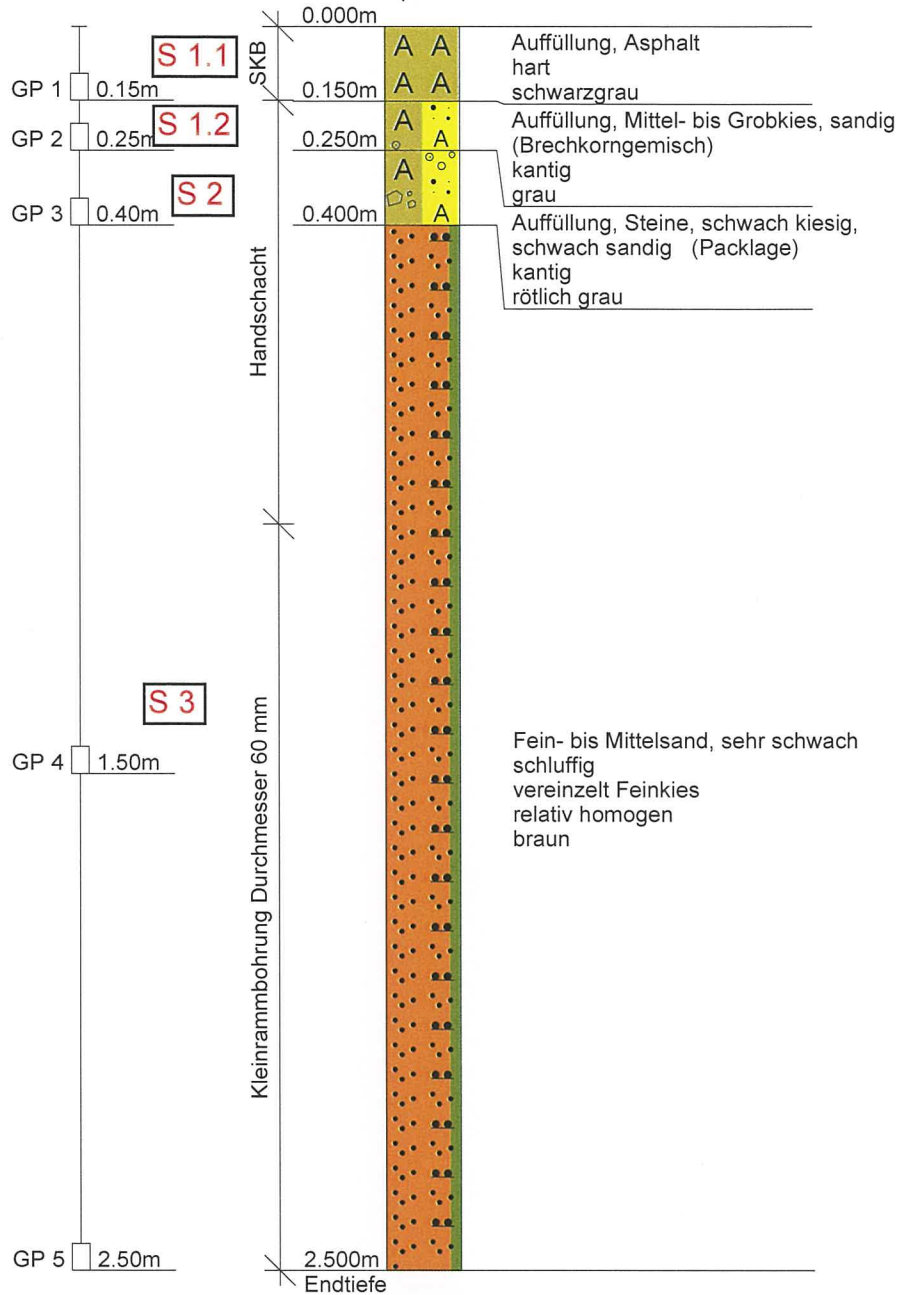 0.000m
S 1.1
SKB
A A
A A
Auffüllung, Asphalt
hart
schwarzgrau
GP 1 0.15m
0.150m
S 1.2
A
A
Auffüllung, Mittel- bis Grobkies, sandig
(Brechkorngemisch)
kantig
grau
GP 2 0.25m
0.250m
S 2
A
A
GP 3 0.40m
0.400m
Auffüllung, Steine, schwach kiesig,
schwach sandig (Packlage)
kantig
rötlich grau
Handschacht
S 3
GP 4 1.50m
Kleinrammbohrung Durchmesser 60 mm
Fein- bis Mittelsand, sehr schwach
schluffig
vereinzelt Feinkies
relativ homogen
braun
GP 5 2.50m
2.500m
Endtiefe